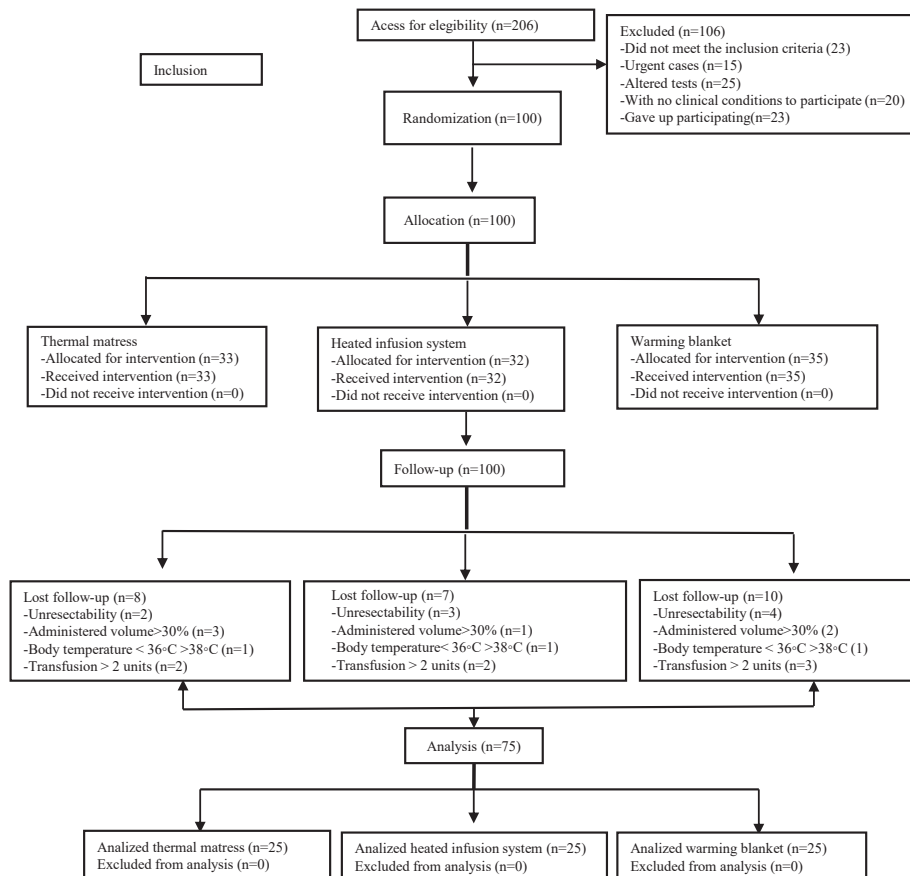 Acess for elegibility (n=206)
Excluded (n=106)
-Did not meet the inclusion criteria (23)
-Urgent cases (n=15)
-Altered tests (n=25)
-With no clinical conditions to participate (n=20)
-Gave up participating(n=23)
Inclusion
Randomization (n=100)
Allocation (n=100)
Thermal matress
-Allocated for intervention (n=33)
-Received intervention (n=33)
-Did not receive intervention (n=0)
Heated infusion system
-Allocated for intervention (n=32)
-Received intervention (n=32)
-Did not receive intervention (n=0)
Warming blanket
-Allocated for intervention (n=35)
-Received intervention (n=35)
-Did not receive intervention (n=0)
Follow-up (n=100)
Lost follow-up (n=8)
-Unresectability (n=2)
-Administered volume>30% (n=3)
-Body temperature < 36◦C >38◦C (n=1)
-Transfusion > 2 units (n=2)
Lost follow-up (n=7)
-Unresectability (n=3)
-Administered volume>30% (n=1)
-Body temperature< 36◦C >38◦C (n=1)
-Transfusion > 2 units (n=2)
Lost follow-up (n=10)
-Unresectability (n=4)
-Administered volume>30% (2)
-Body temperature < 36◦C >38◦C (1)
-Transfusion > 2 units (n=3)
Analysis (n=75)
Analized thermal matress (n=25)
Excluded from analysis (n=0)
Analized heated infusion system (n=25)
Excluded from analysis (n=0)
Analized warming blanket (n=25)
Excluded from analysis (n=0)